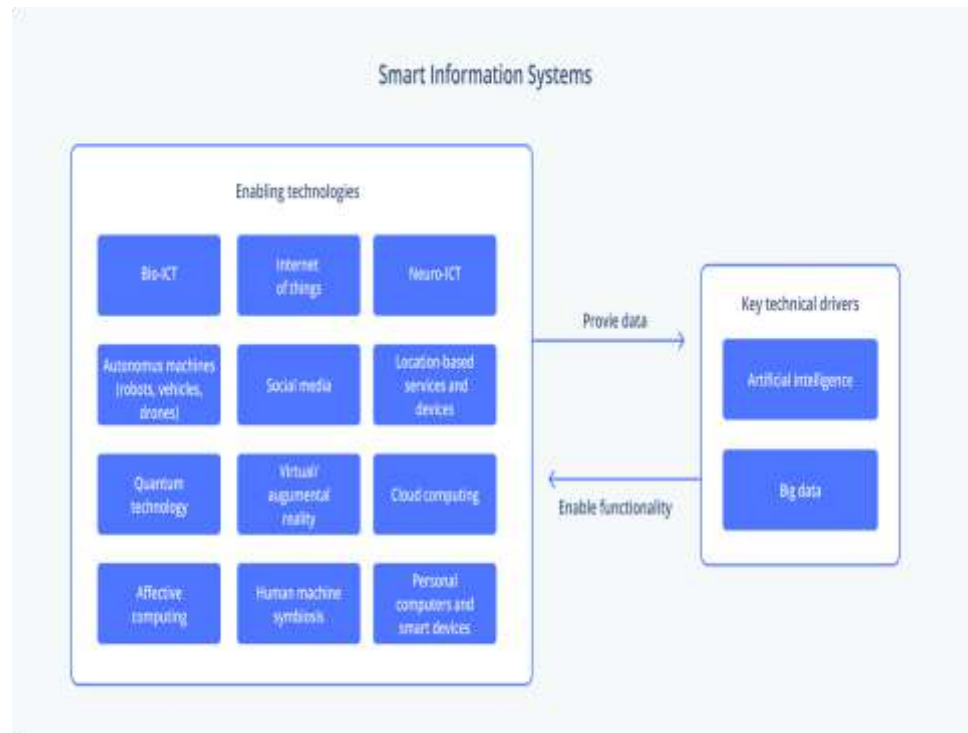 Smart Information Systems
Enabling technologies
Bio-ICT
Internet
of things
Neuro-ICT
Autonomus machines
(robots, vehicles,
drones)
Social media
Location-based
services and
devices
Quantum
technology
Virtual/
augumental
reality
Cloud computing
Affective
computing
Human machine
symbiosis
Personal
computers and
smart devices
Provie data
Enable functionality
Key technical drivers
Artificial intelligence
Big data